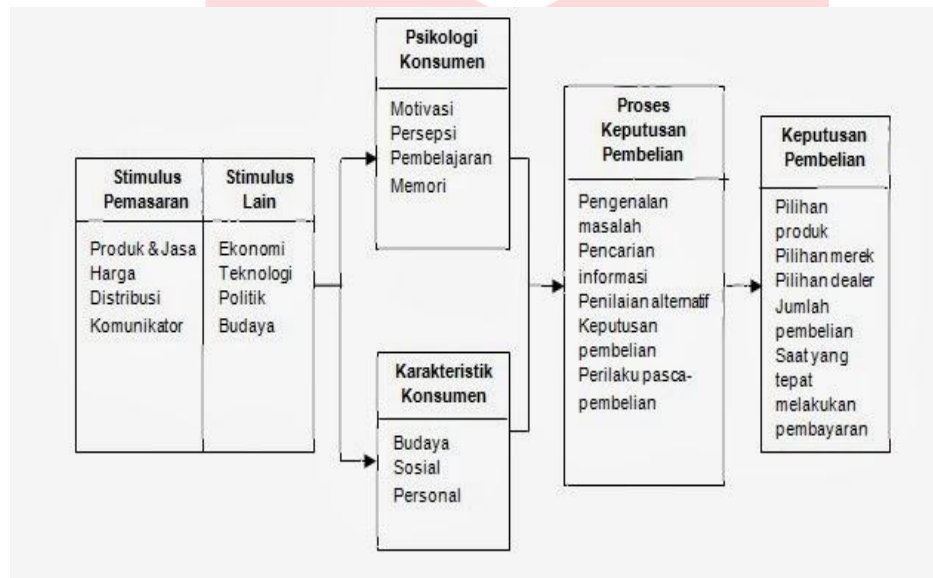 Stimulus
Pemasaran
Produk & Jasa
Harga
Distribusi
Komunikator
Stimulus
Lain
Ekonomi
Teknologi
Politik
Budaya
Psikologi
Konsumen
Motivasi
Persepsi
Pembelajaran
Memori
Karakteristik
Konsumen
Budaya
Sosial
Personal
Proses
Keputusan
Pembelian
Pengenalan
masalah
Pencarian
informasi
Penilaian alternatif
Keputusan
pembelian
Perilaku pasca-
pembelian
Keputusan
Pembelian
Pilihan
produk
Pilihan merek
Pilihan dealer
Jumlah
pembelian
Saat yang
tepat
melakukan
pembayaran